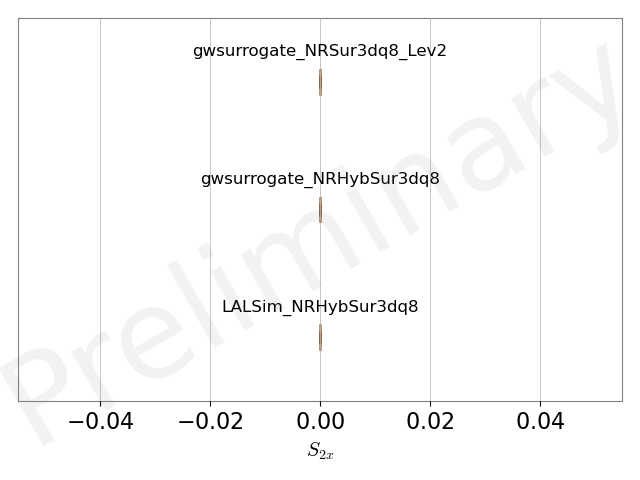 gwsurrogate_NRSur3dq8_Lev2
gwsurrogate_NRHybSur3dq8
LALSim_NRHybSur3dq8
Preliminary
−0.04 −0.02 0.00 0.02 0.04
S2x